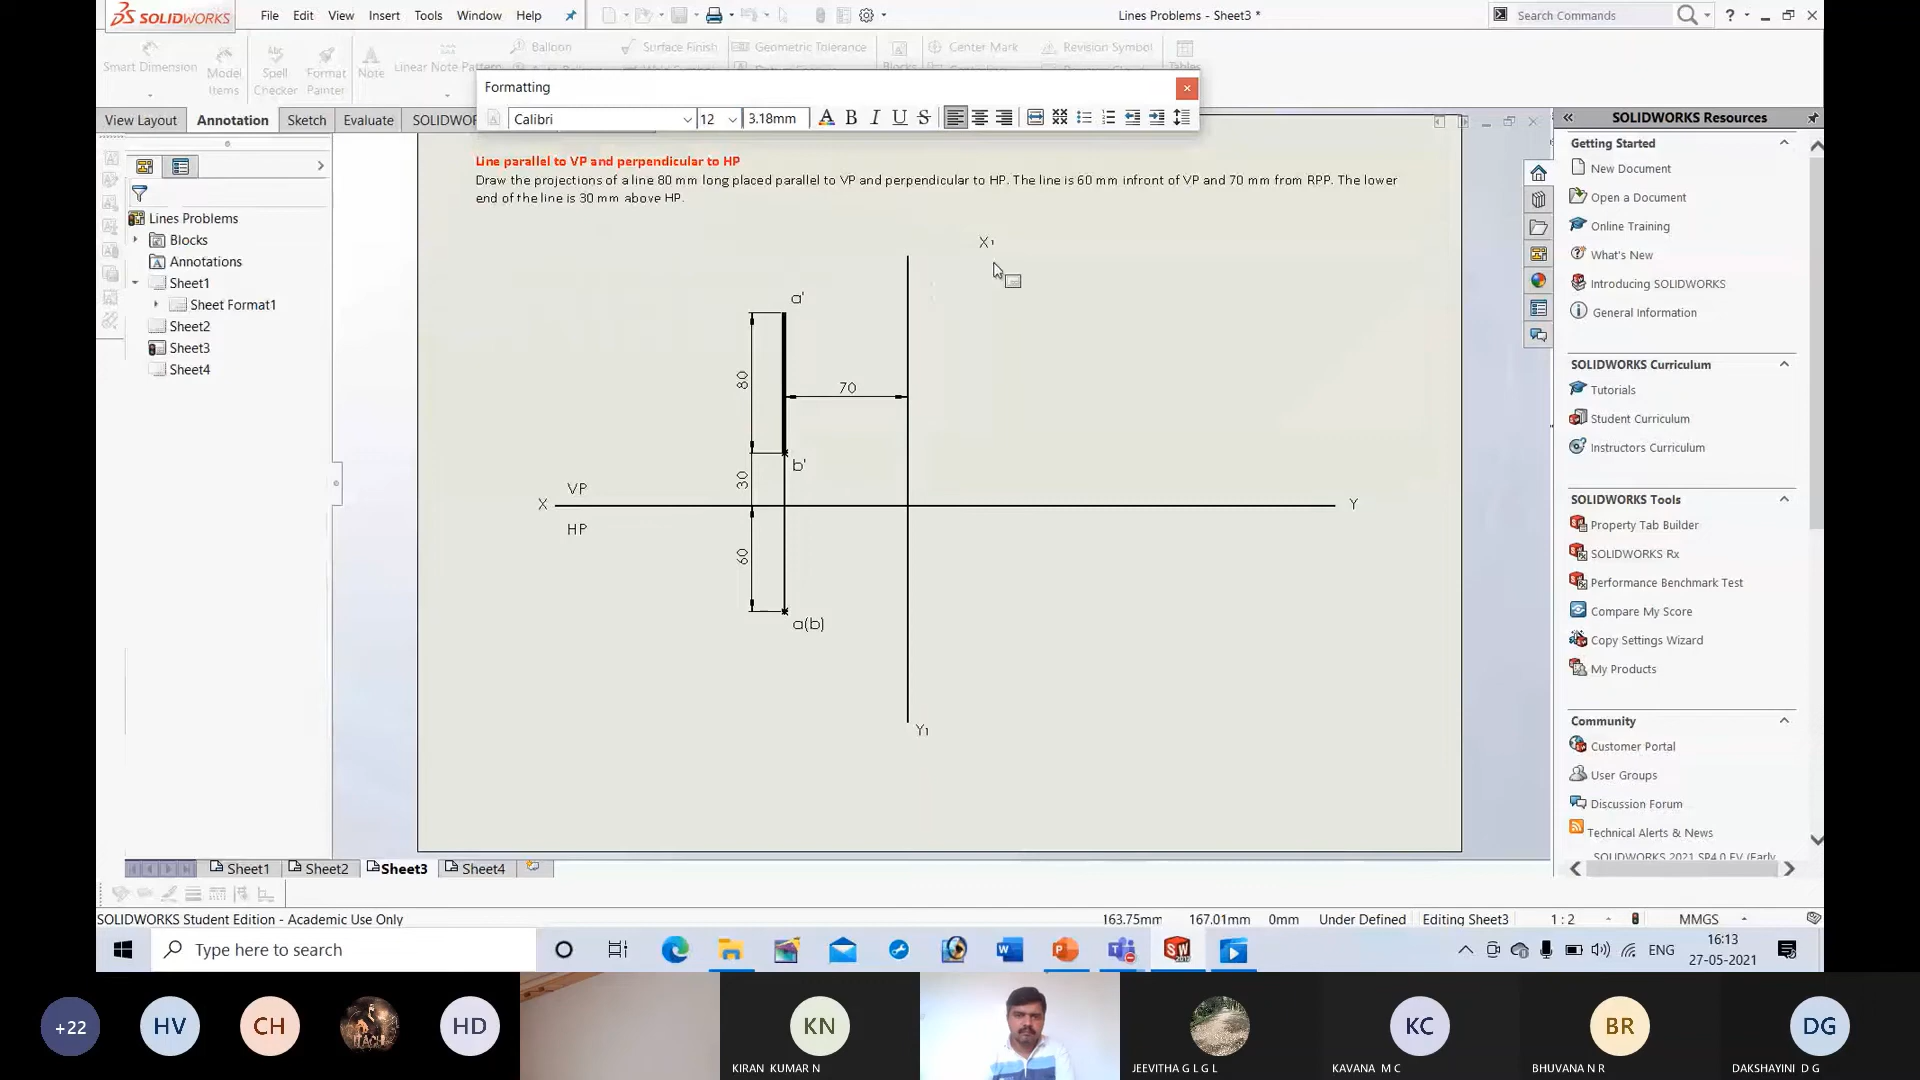 SOLIDWORKS File Edit View Insert Tools Window Help
Lines Problems - Sheet3 *
Search Commands
?
Smart Dimension
Model Items
Spell Checker
Format Painter
Note
Linear Note Pattern
Balloon
Surface Finish
Geometric Tolerance
Blocks
Center Mark
Revision Symbol
Tables
Formatting
Calibri 12 3.18mm A B I U S
View Layout Annotation Sketch Evaluate SOLIDWO
Lines Problems
Blocks
Annotations
Sheet1
Sheet Format1
Sheet2
Sheet3
Sheet4
Line parallel to VP and perpendicular to HP
Draw the projections of a line 80 mm long placed parallel to VP and perpendicular to HP. The line is 60 mm infront of VP and 70 mm from RPP. The lower
end of the line is 30 mm above HP.
X1
a'
80
70
b'
30
VP
X
Y
HP
60
a(b)
Y1
SOLIDWORKS Resources
Getting Started
New Document
Open a Document
Online Training
What's New
Introducing SOLIDWORKS
General Information
SOLIDWORKS Curriculum
Tutorials
Student Curriculum
Instructors Curriculum
SOLIDWORKS Tools
Property Tab Builder
SOLIDWORKS Rx
Performance Benchmark Test
Compare My Score
Copy Settings Wizard
My Products
Community
Customer Portal
User Groups
Discussion Forum
Technical Alerts & News
SOLIDWORKS 2021 SP4.0 EV (Early
Sheet1 Sheet2 Sheet3 Sheet4
SOLIDWORKS Student Edition - Academic Use Only
163.75mm 167.01mm 0mm Under Defined Editing Sheet3 1 : 2 MMGS
Type here to search
ENG
16:13
27-05-2021
+22
HV
CH
HD
KN
KC
BR
DG
KIRAN KUMAR N
JEEVITHA G L G L
KAVANA M C
BHUVANA N R
DAKSHAYINI D G